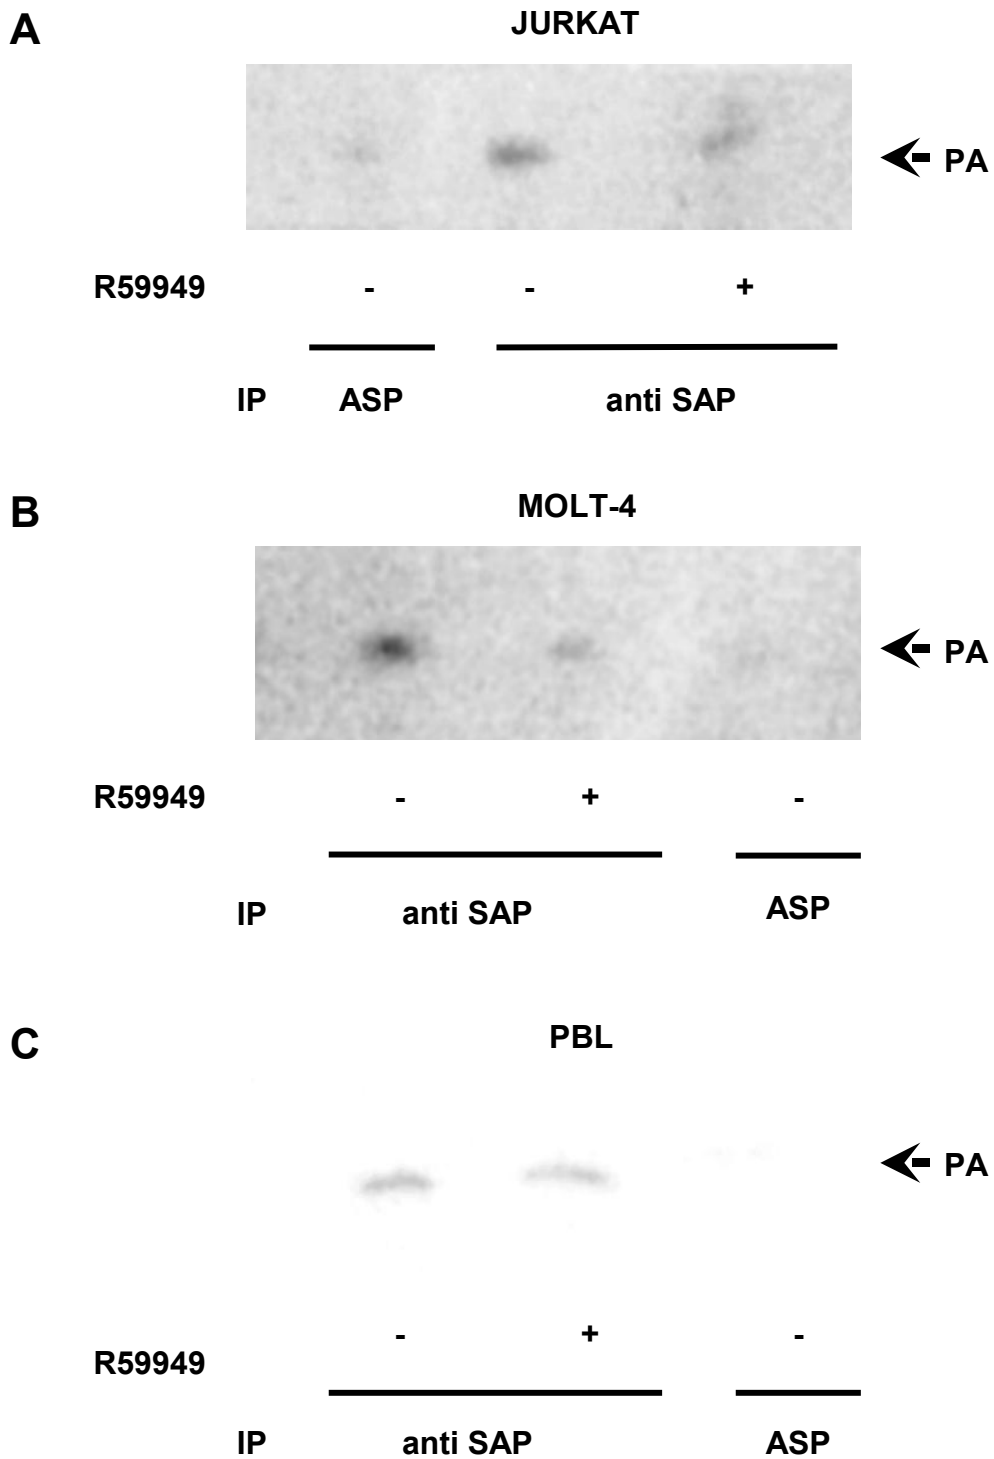 A
JURKAT
PA
R59949 - - +
IP ASP anti SAP
B
MOLT-4
PA
R59949 - + -
IP anti SAP ASP
C
PBL
PA
- + -
R59949
IP anti SAP ASP